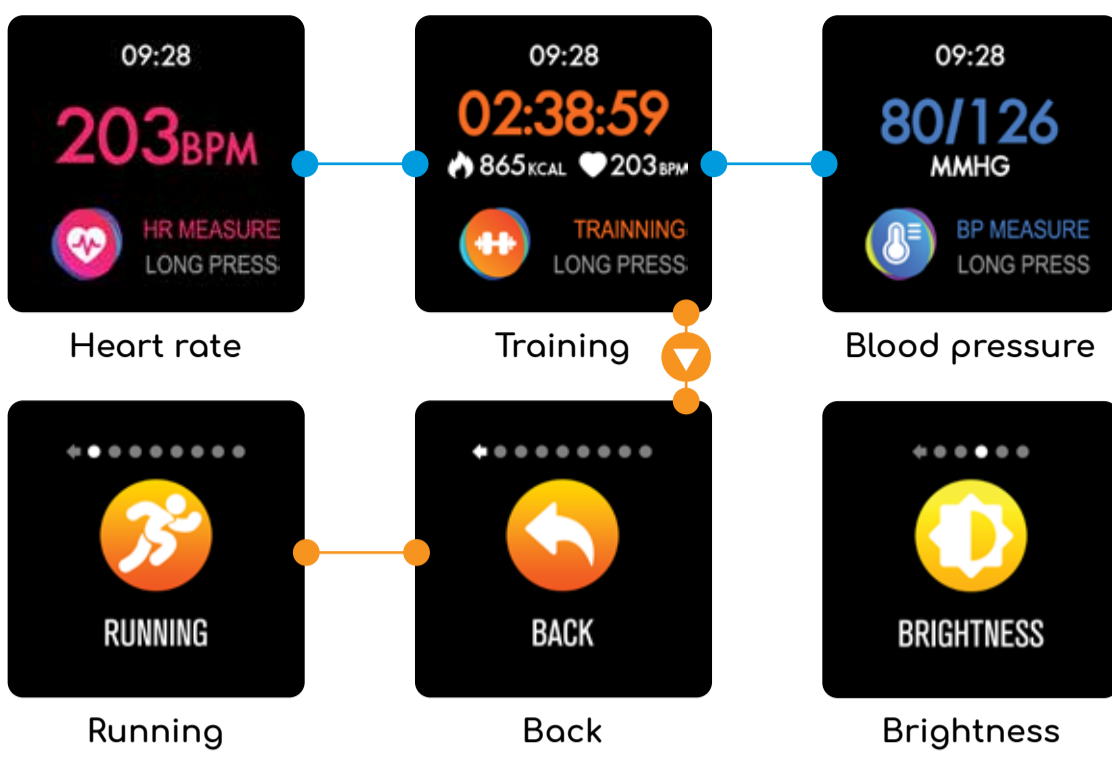 09:28
203BPM
HR MEASURE
LONG PRESS
Heart rate
09:28
02:38:59
865KCAL 203BPM
TRAINNING
LONG PRESS
Training
09:28
80/126
MMHG
BP MEASURE
LONG PRESS
Blood pressure
RUNNING
Running
BACK
Back
BRIGHTNESS
Brightness